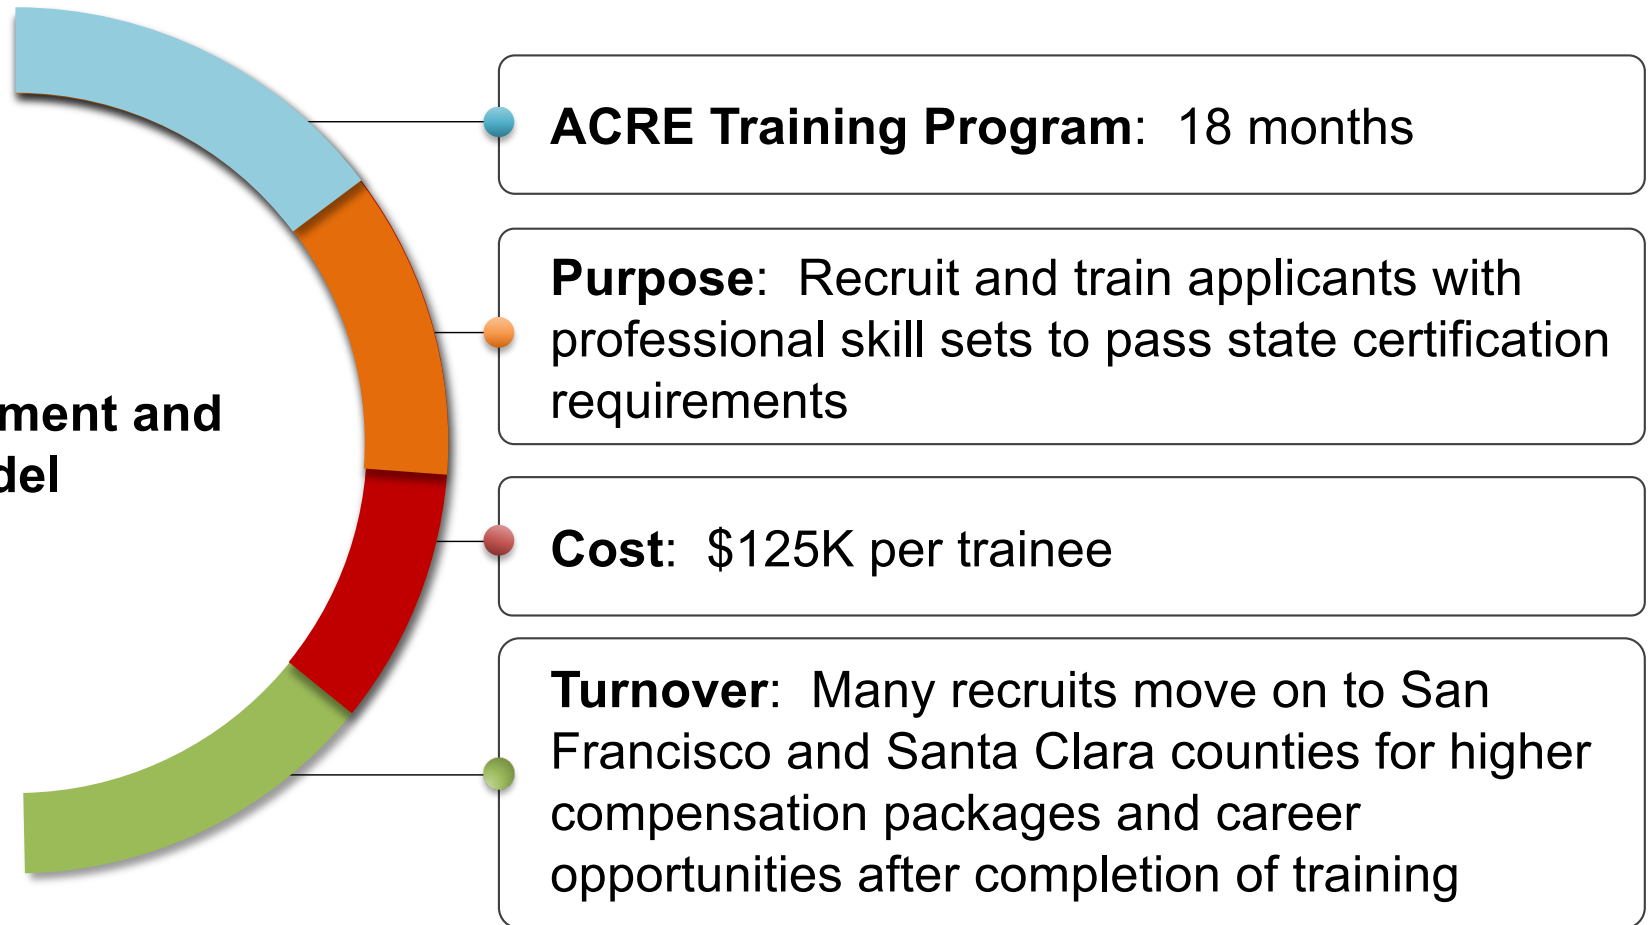 ment and
del
ACRE Training Program:  18 months
Purpose:  Recruit and train applicants with
professional skill sets to pass state certification
requirements
Cost:  $125K per trainee
Turnover:  Many recruits move on to San
Francisco and Santa Clara counties for higher
compensation packages and career
opportunities after completion of training